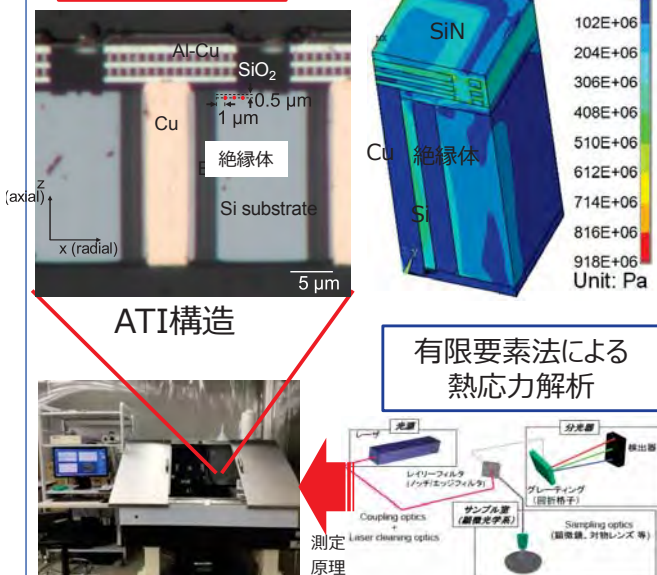 Al-Cu
SiO₂
0.5 µm
1 µm
Cu
絶縁体
Si substrate
z
(axial)
x (radial)
5 µm
ATI構造
SiN
Cu
絶縁体
Si
102E+06
204E+06
306E+06
408E+06
510E+06
612E+06
714E+06
816E+06
918E+06
Unit: Pa
有限要素法による
熱応力解析
光源
レーザ
レイリーフィルタ
(ノッチ/エッジフィルタ)
Coupling optics
+
Laser cleaning optics
分光器
検出器
グレーティング
(回折格子)
サンプル室
(顕微光学系)
Sampling optics
(顕微鏡、対物レンズ 等)
測定
原理